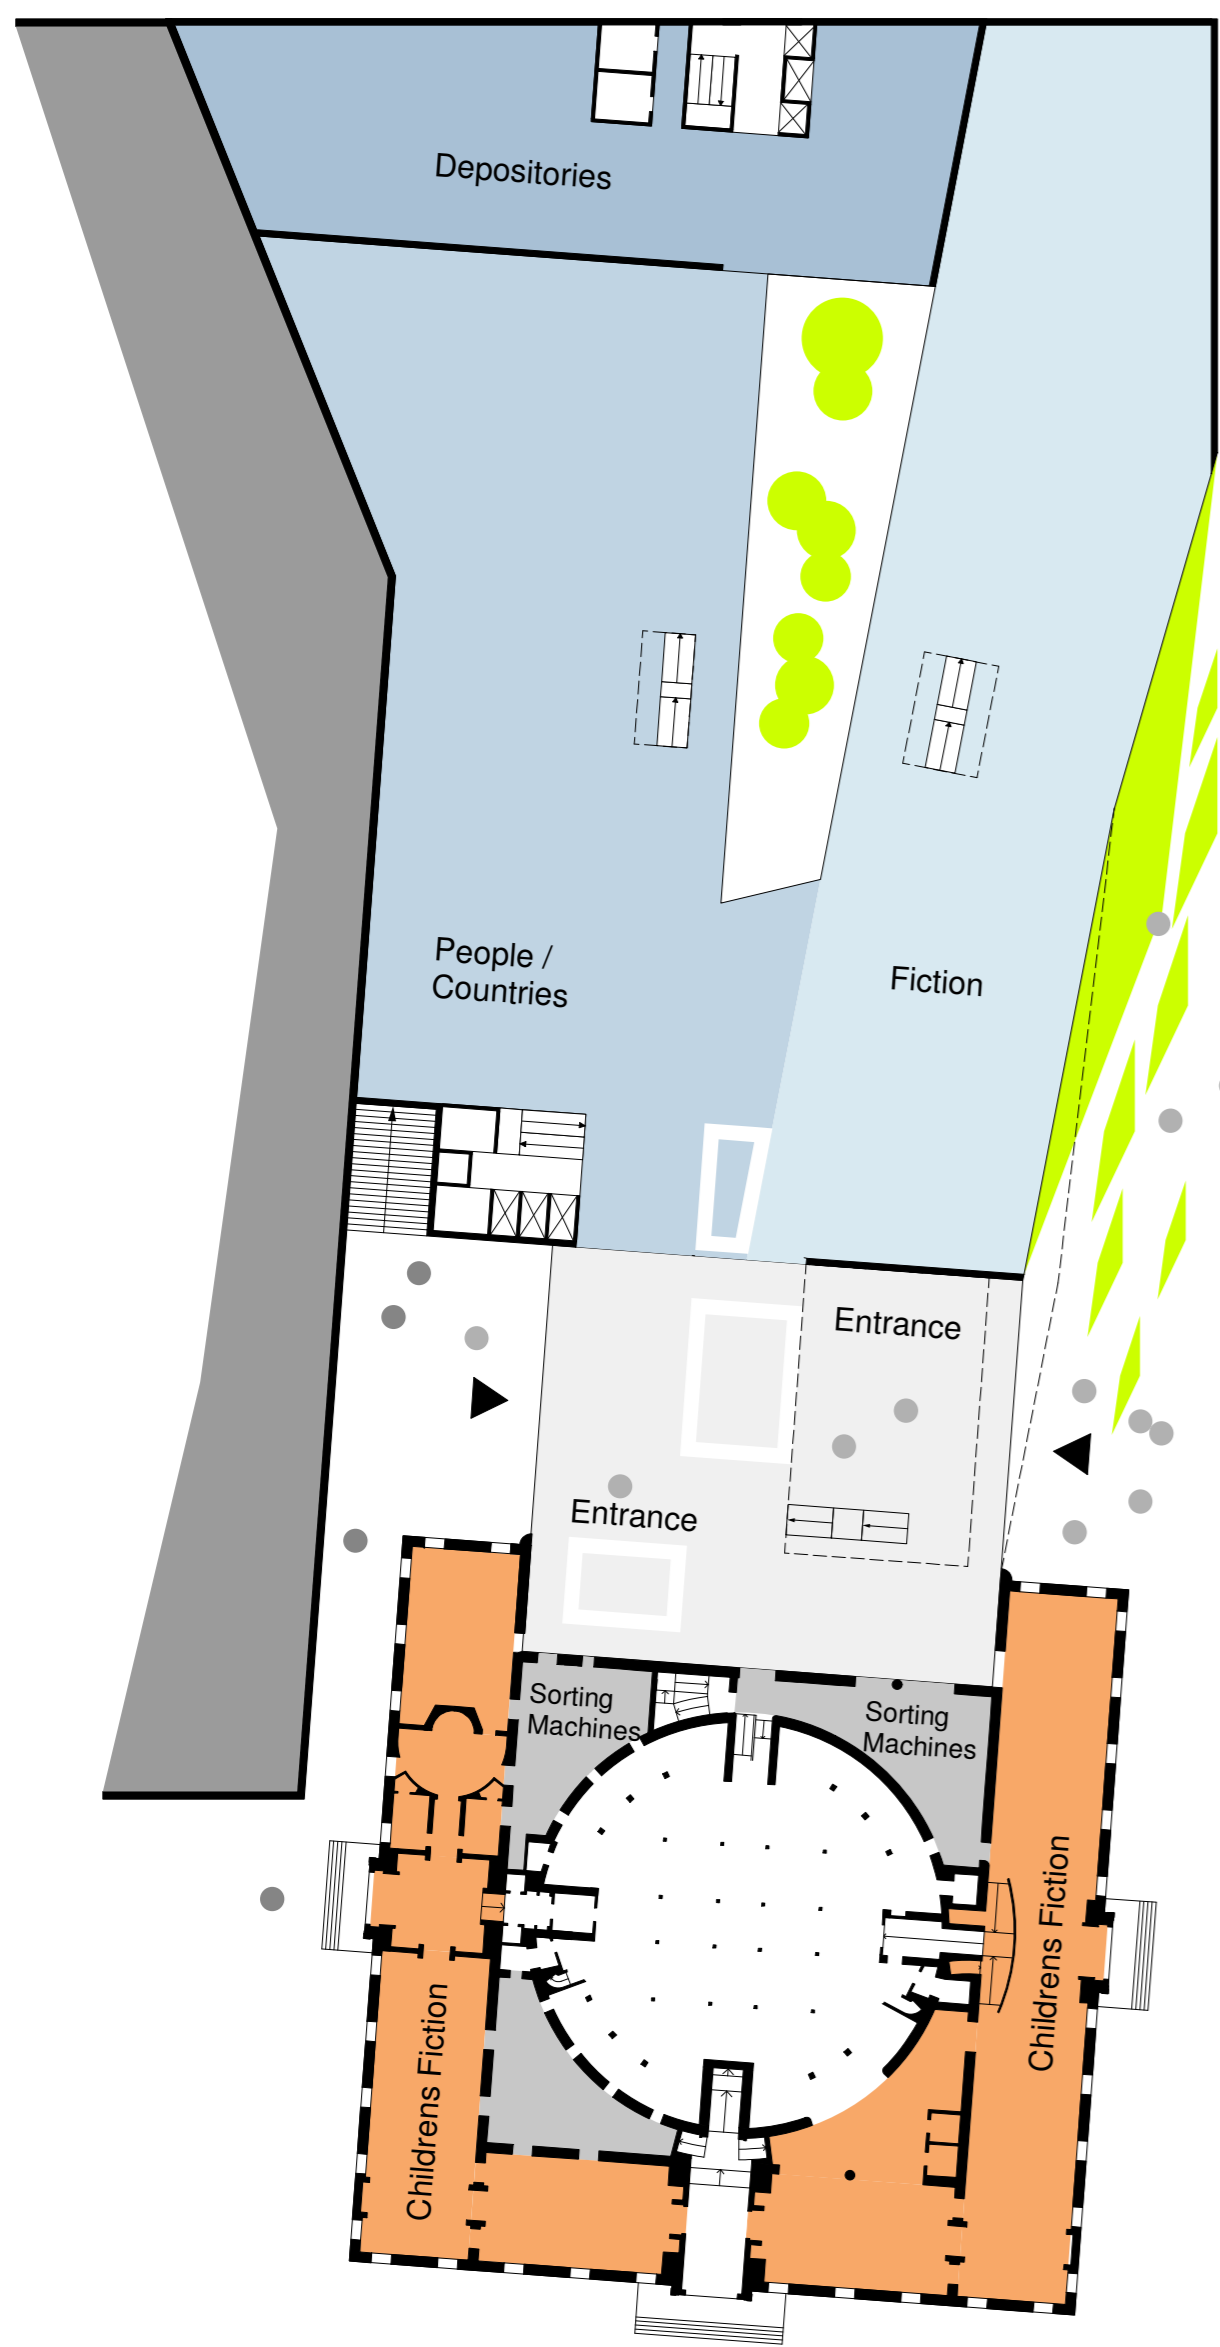 Depositories
People /
Countries
Fiction
Entrance
Entrance
Sorting
Machines
Sorting
Machines
Childrens Fiction
Childrens Fiction